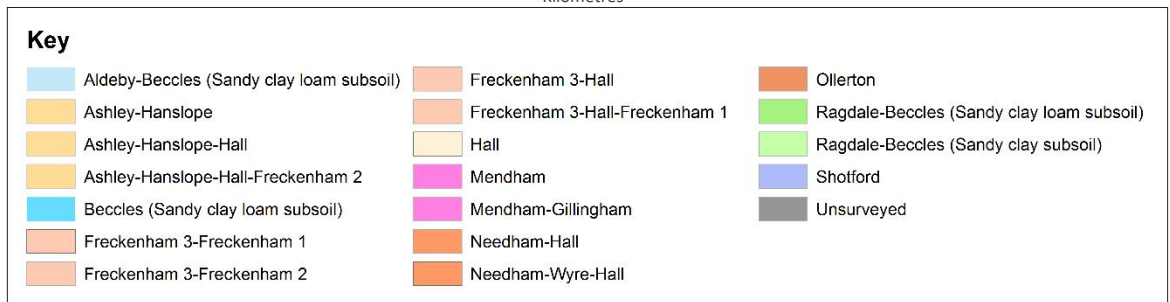 Kilometres
Key
Aldeby-Beccles (Sandy clay loam subsoil)
Ashley-Hanslope
Ashley-Hanslope-Hall
Ashley-Hanslope-Hall-Freckenham 2
Beccles (Sandy clay loam subsoil)
Freckenham 3-Freckenham 1
Freckenham 3-Freckenham 2
Freckenham 3-Hall
Freckenham 3-Hall-Freckenham 1
Hall
Mendham
Mendham-Gillingham
Needham-Hall
Needham-Wyre-Hall
Ollerton
Ragdale-Beccles (Sandy clay loam subsoil)
Ragdale-Beccles (Sandy clay subsoil)
Shotford
Unsurveyed